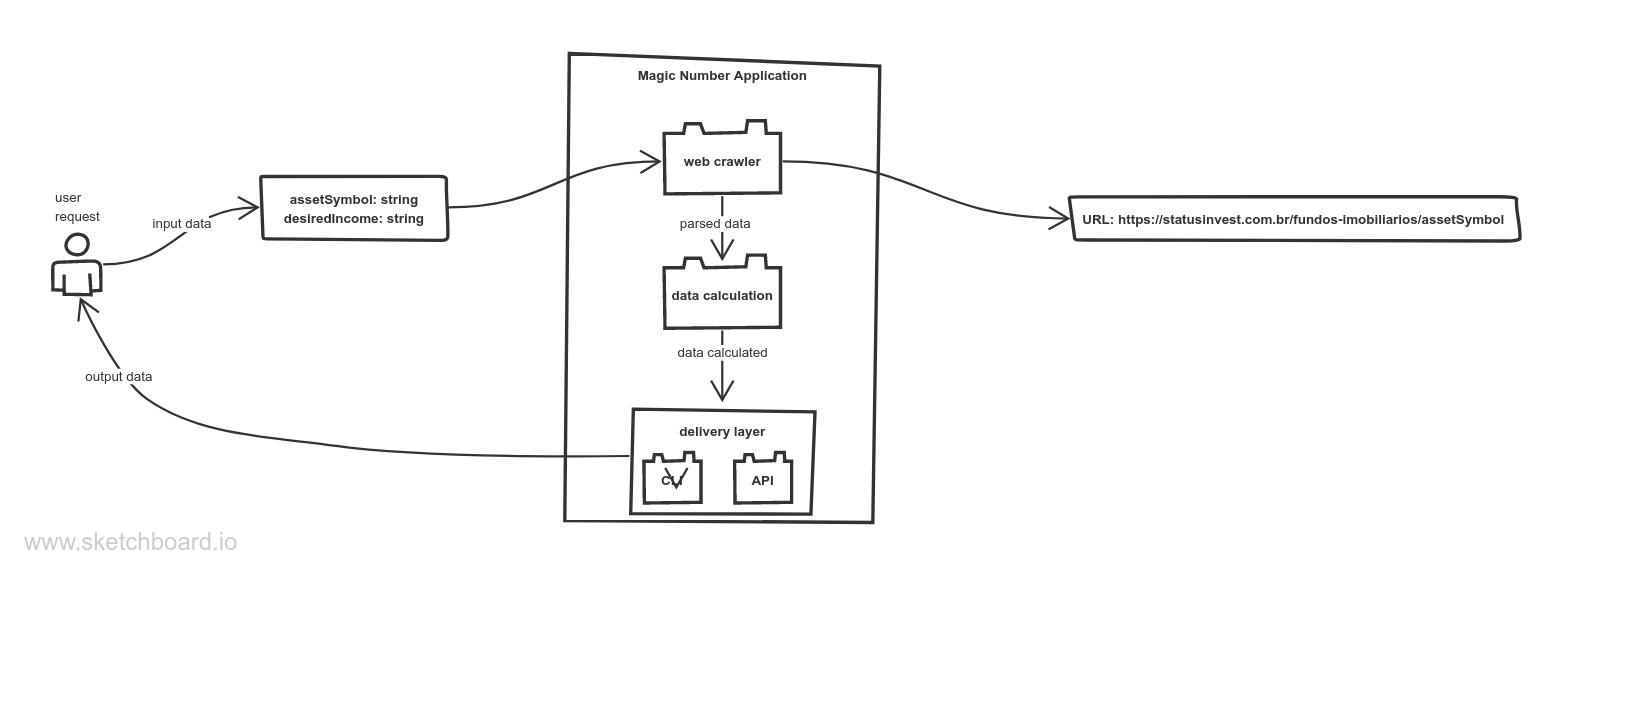 Magic Number Application
web crawler
user
request
input data
assetSymbol: string
desiredIncome: string
parsed data
URL: https://statusinvest.com.br/fundos-imobiliarios/assetSymbol
data calculation
data calculated
output data
delivery layer
CLI
API
www.sketchboard.io